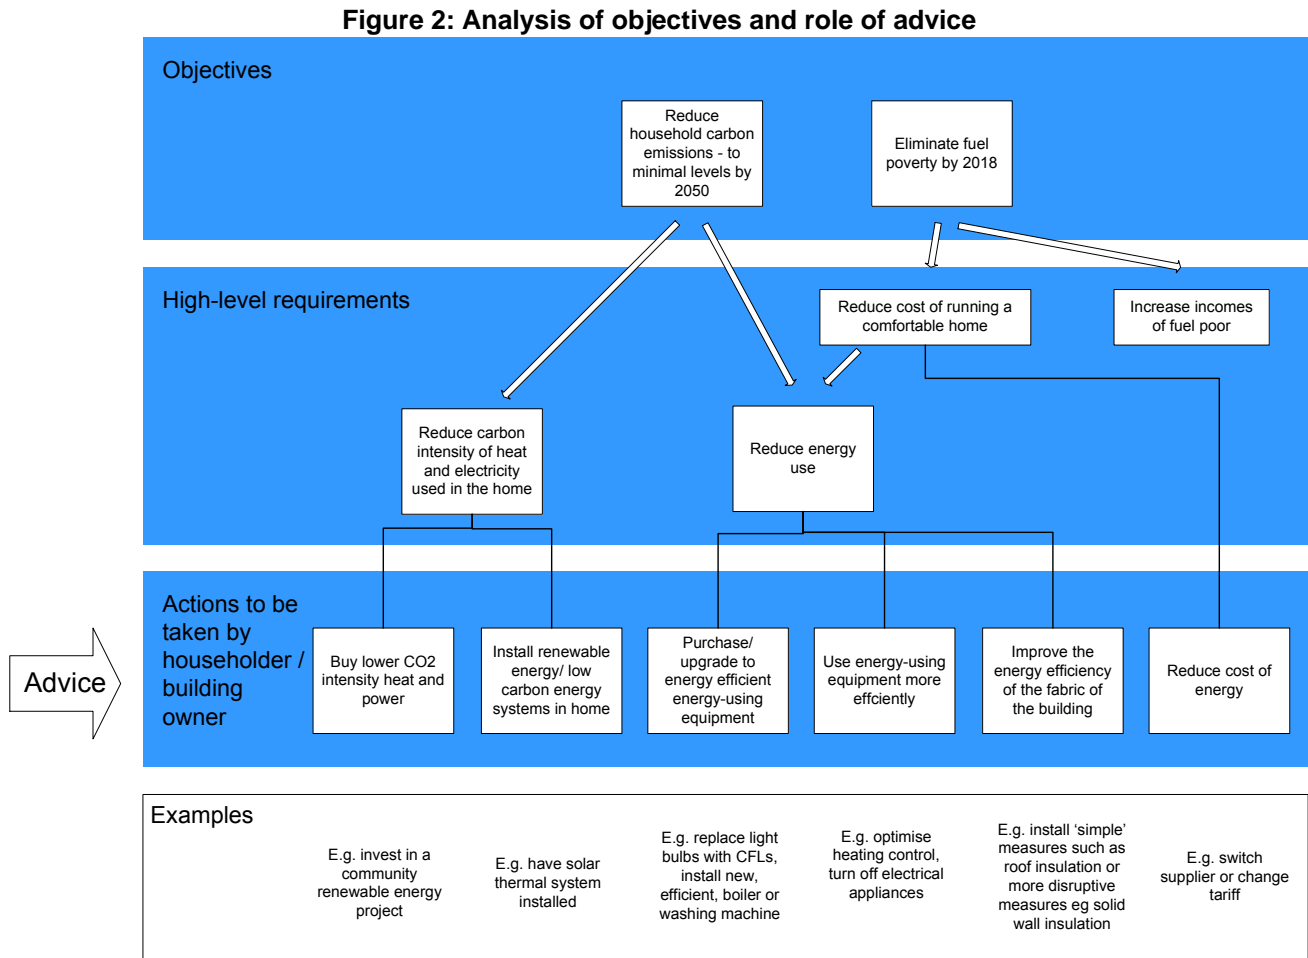 Figure 2: Analysis of objectives and role of advice
Objectives
Reduce
household carbon
emissions - to
minimal levels by
2050
Eliminate fuel
poverty by 2018
High-level requirements
Reduce cost of running a
comfortable home
Increase incomes
of fuel poor
Reduce carbon
intensity of heat
and electricity
used in the home
Reduce energy
use
Advice
Actions to be
taken by
householder /
building
owner
Buy lower CO2
intensity heat and
power
Install renewable
energy/ low
carbon energy
systems in home
Purchase/
upgrade to
energy efficient
energy-using
equipment
Use energy-using
equipment more
effciently
Improve the
energy efficiency
of the fabric of
the building
Reduce cost of
energy
Examples
E.g. invest in a
community
renewable energy
project
E.g. have solar
thermal system
installed
E.g. replace light
bulbs with CFLs,
install new,
efficient, boiler or
washing machine
E.g. optimise
heating control,
turn off electrical
appliances
E.g. install ‘simple’
measures such as
roof insulation or
more disruptive
measures eg solid
wall insulation
E.g. switch
supplier or change
tariff